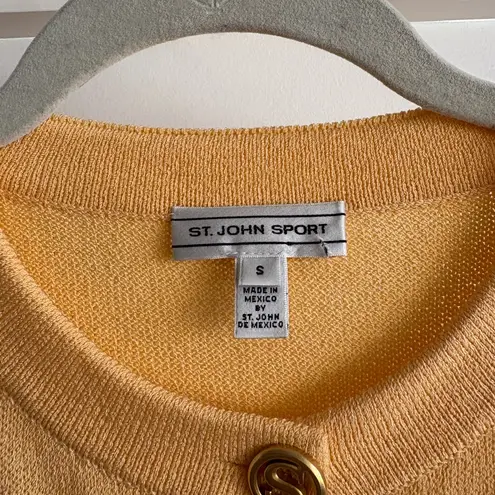 ST. JOHN SPORT
S
MADE IN
MEXICO
BY
ST. JOHN
DE MEXICO